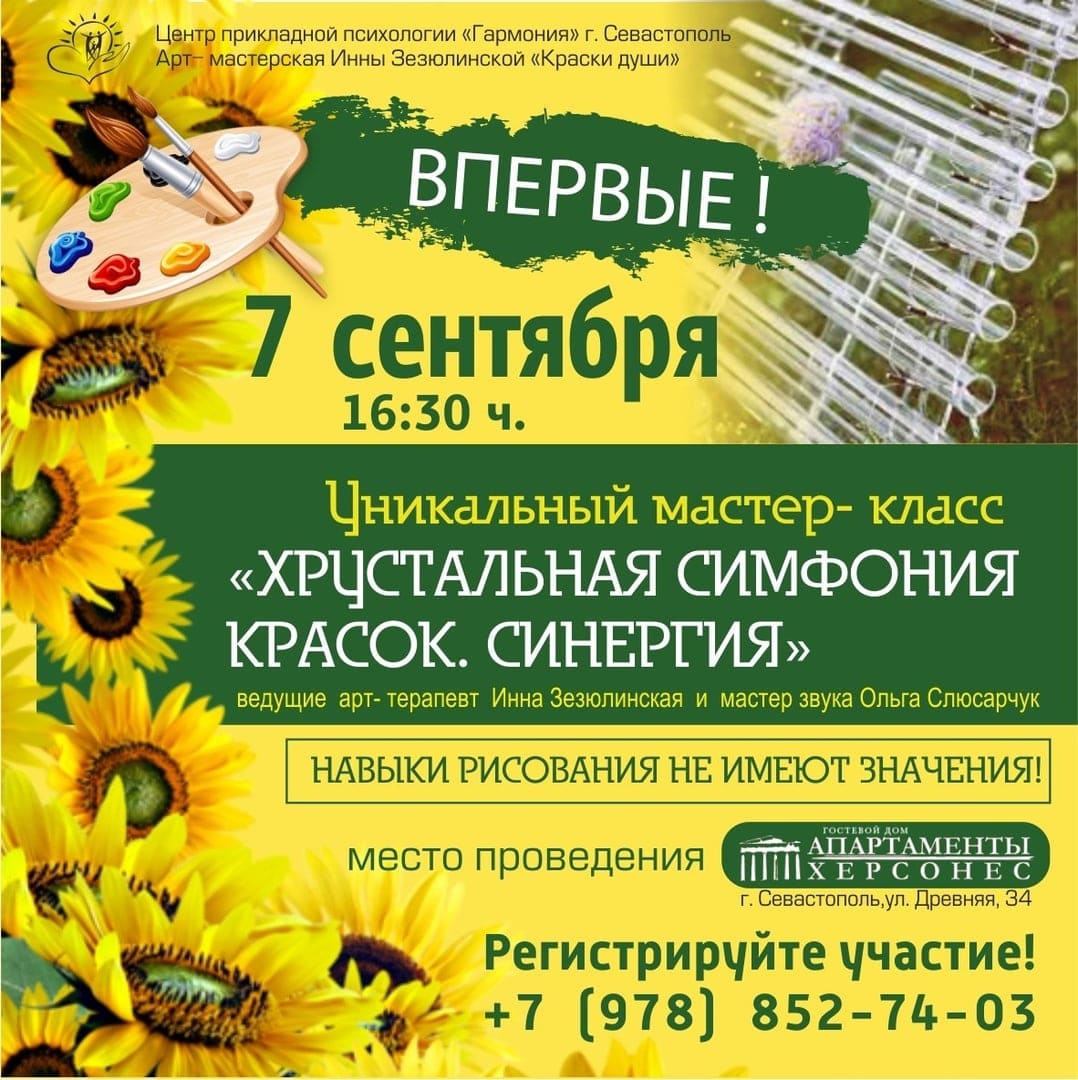 Центр прикладной психологии «Гармония» г. Севастополь
Арт- мастерская Инны Зезюлинской «Краски души»
ВПЕРВЫЕ !
7 сентября
16:30 ч.
Уникальный мастер- класс
«ХРУСТАЛЬНАЯ СИМФОНИЯ
КРАСОК. СИНЕРГИЯ»
ведущие арт- терапевт Инна Зезюлинская и мастер звука Ольга Слюсарчук
НАВЫКИ РИСОВАНИЯ НЕ ИМЕЮТ ЗНАЧЕНИЯ!
место проведения
ГОСТЕВОЙ ДОМ
АПАРТАМЕНТЫ
ХЕРСОНЕС
г. Севастополь,ул. Древняя, 34
Регистрируйте участие!
+7 (978) 852-74-03